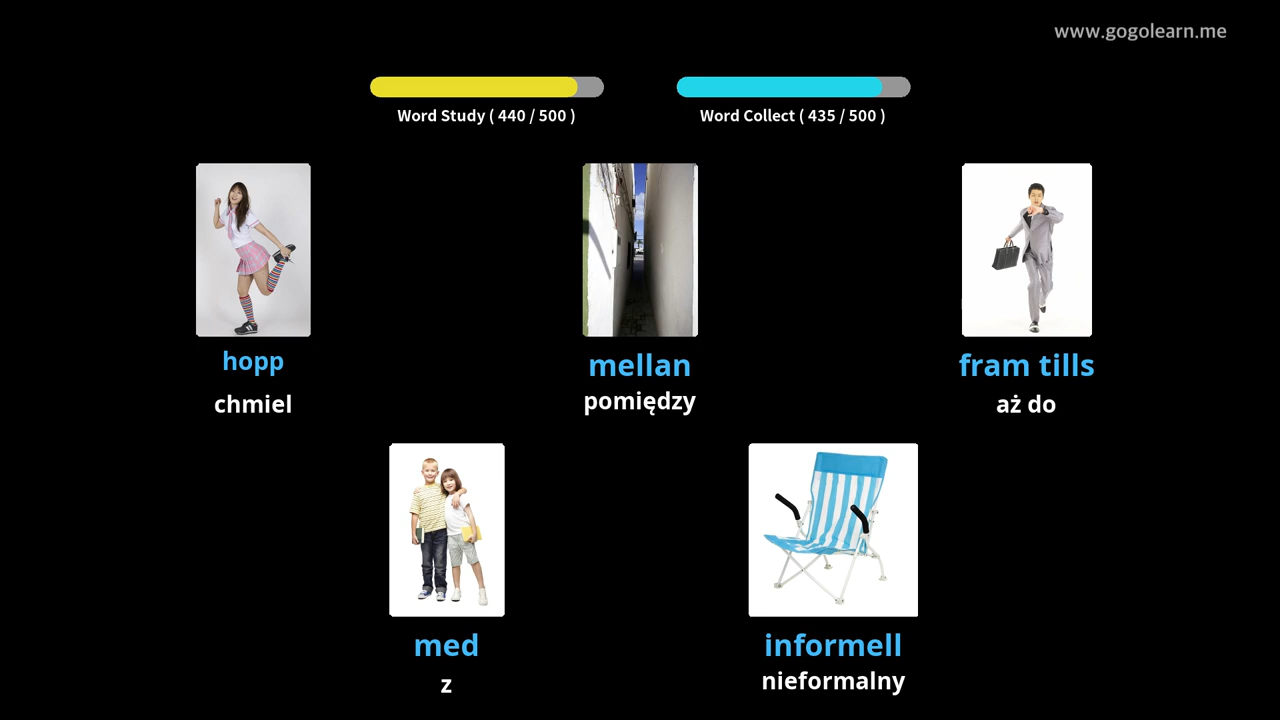 www.gogolearn.me
Word Study ( 440 / 500 )
Word Collect ( 435 / 500 )
hopp
mellan
fram tills
chmiel
pomiędzy
aż do
med
informell
z
nieformalny